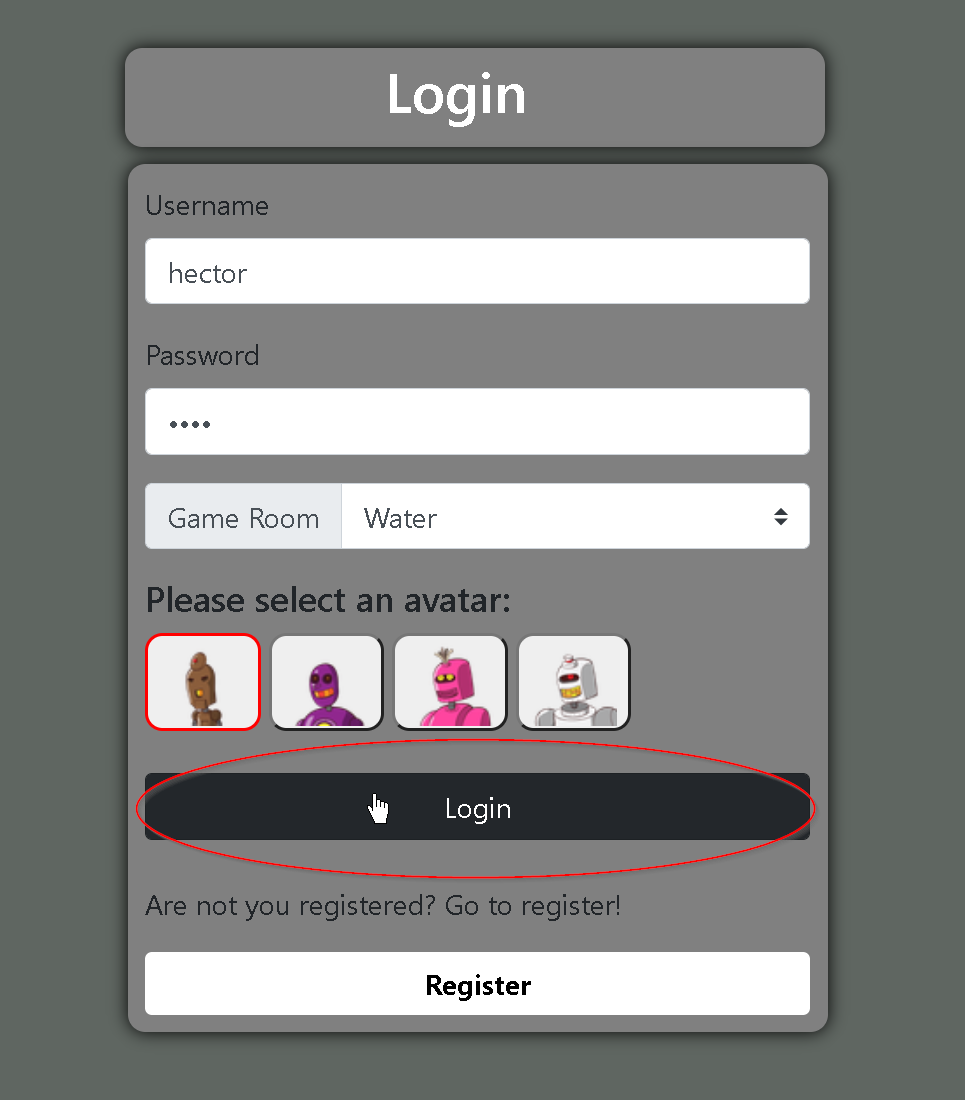 Login
Username
hector
Password
••••
Game Room Water
Please select an avatar:
Login
Are not you registered? Go to register!
Register